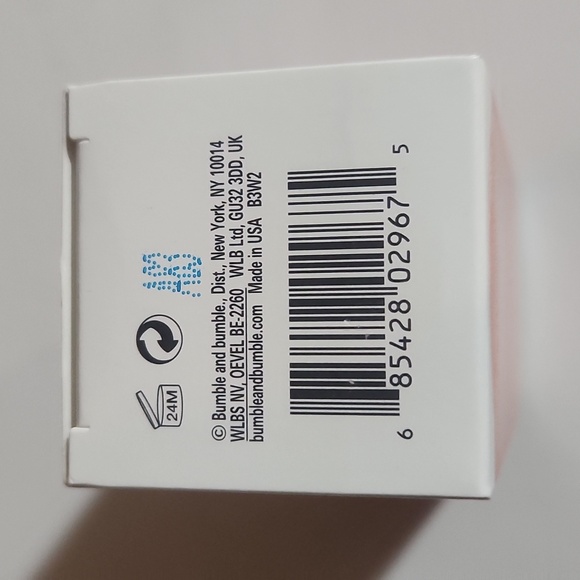 24M
© Bumble and bumble., Dist., New York, NY 10014
WLBS NV, OEVEL BE-2260 WLB Ltd, GU32 3DD, UK
bumbleandbumble.com Made in USA B3W2
6 85428 02967 5